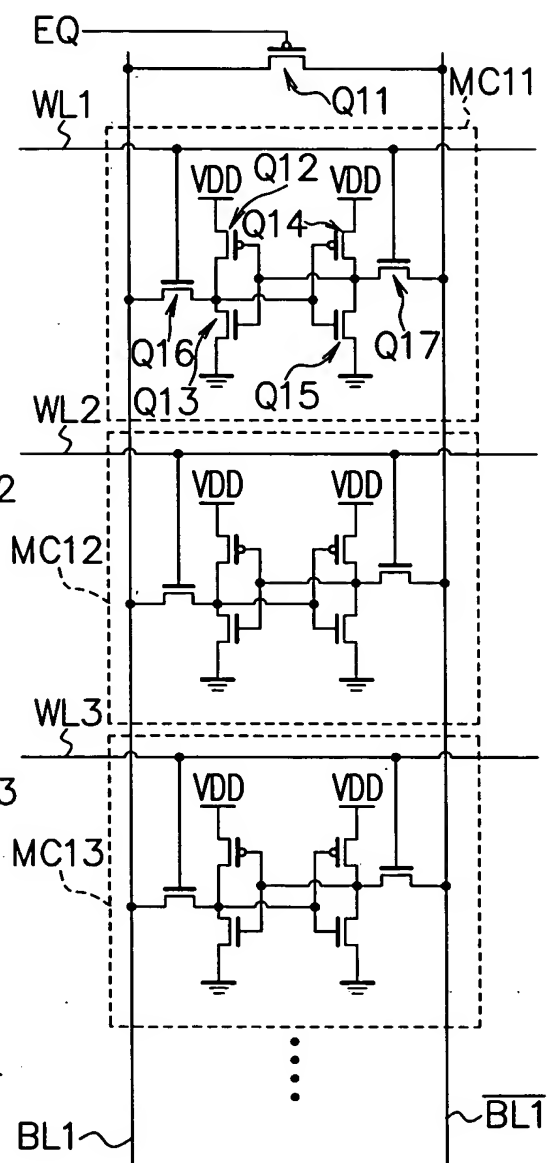 EQ
Q11
MC11
WL1
VDD Q12 VDD
Q14
Q16
Q13
Q15
Q17
WL2
2
VDD VDD
MC12
WL3
3
VDD VDD
MC13
BL1
BL1